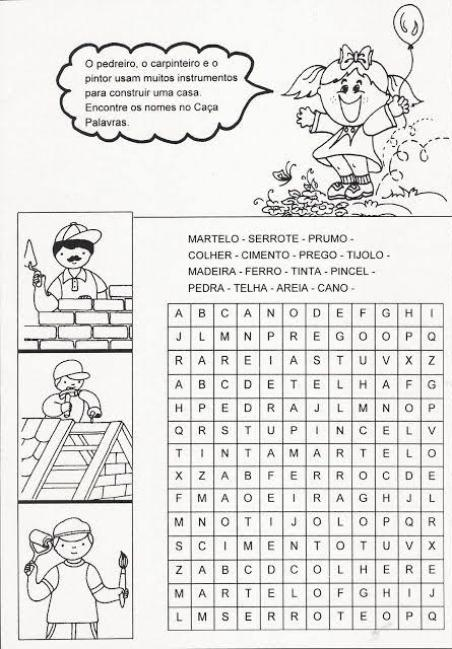 O pedreiro, o carpinteiro e o
pintor usam muitos instrumentos
para construir uma casa.
Encontre os nomes no Caça
Palavras.
MARTELO - SERROTE - PRUMO -
COLHER - CIMENTO - PREGO - TIJOLO -
MADEIRA - FERRO - TINTA - PINCEL -
PEDRA - TELHA - AREIA - CANO -
A B C A N O D E F G H I
J L M N P R E G O O P Q
R A R E I A S T U V X Z
A B C D E T E L H A F G
H P E D R A J L M N O P
Q R S T U P I N C E L V
T I N T A M A R T E L O
X Z A B F E R R O C D E
F M A O E I R A G H J L
M N O T I J O L O P Q R
S C I M E N T O T U V X
Z A B C D C O L H E R E
M A R T E L O F G H I J
L M S E R R O T E O P Q